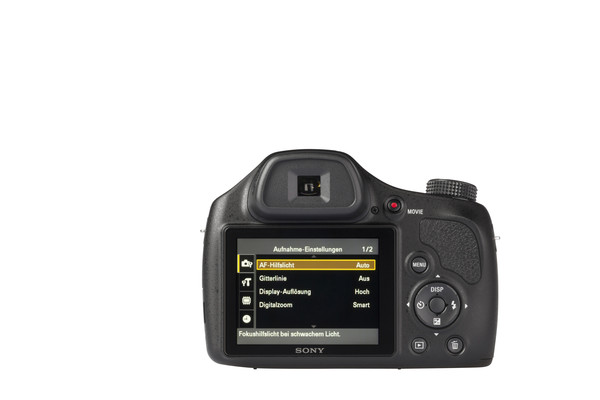 MOVIE
Aufnahme-Einstellungen 1/2
AF-Hilfslicht Auto
Gitterlinie Aus
Display-Auflösung Hoch
Digitalzoom Smart
Fokushilfslicht bei schwachem Licht.
MENU
DISP
SONY